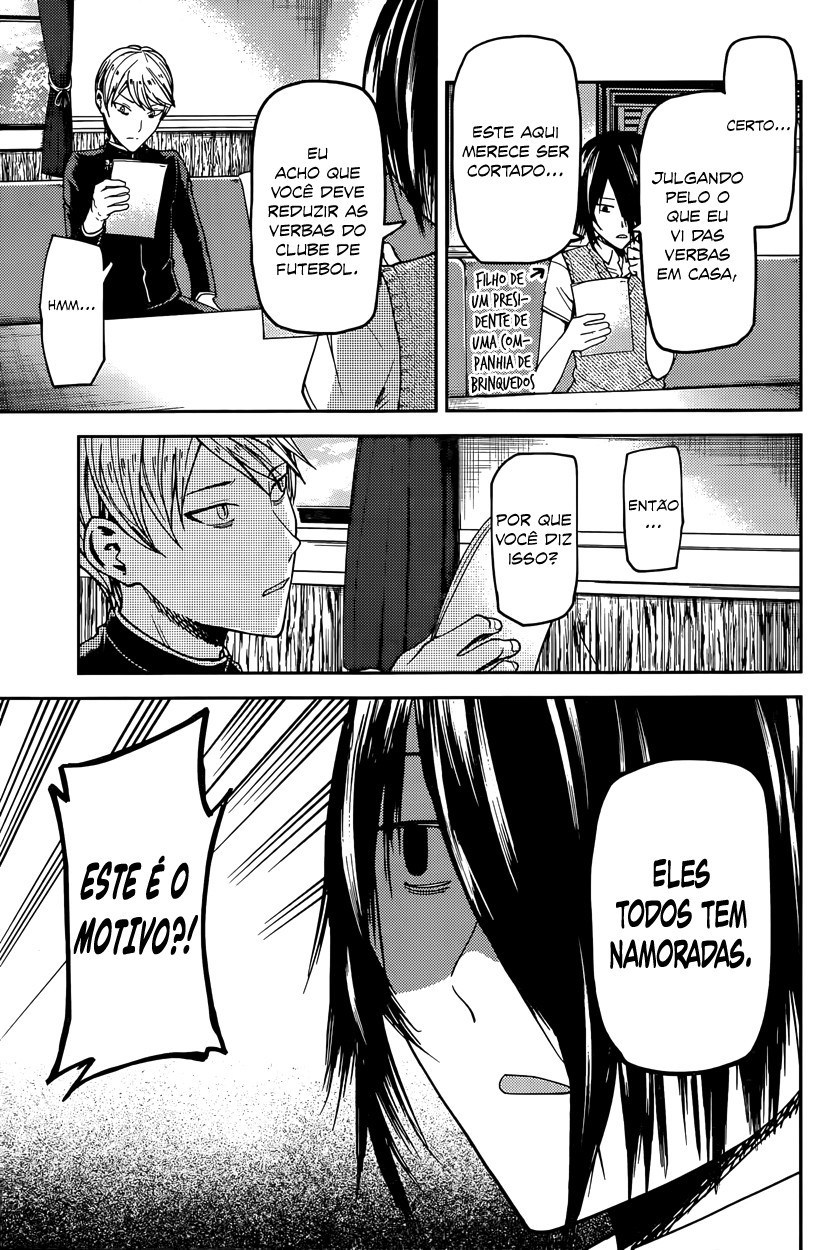 CERTO...
JULGANDO
PELO O
QUE EU
VI DAS
VERBAS
EM CASA,
ESTE AQUI
MERECE SER
CORTADO...
FILHO DE
UM PRESI-
DENTE DE
UMA COM-
PANHIA DE
BRINQUEDOS
EU
ACHO QUE
VOCÊ DEVE
REDUZIR AS
VERBAS DO
CLUBE DE
FUTEBOL.
HMM...
ENTÃO
...
POR QUE
VOCÊ DIZ
ISSO?
ELES
TODOS TEM
NAMORADAS.
ESTE É O
MOTIVO?!